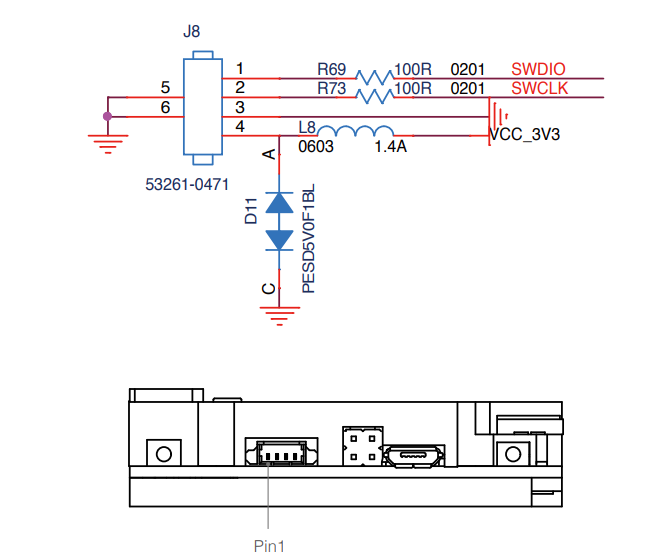 J8
1 R69 100R 0201 SWDIO
5 2 R73 100R 0201 SWCLK
6 3
4 L8 VCC_3V3
0603 1.4A
A
53261-0471
D11
PESD5V0F1BL
C
Pin1